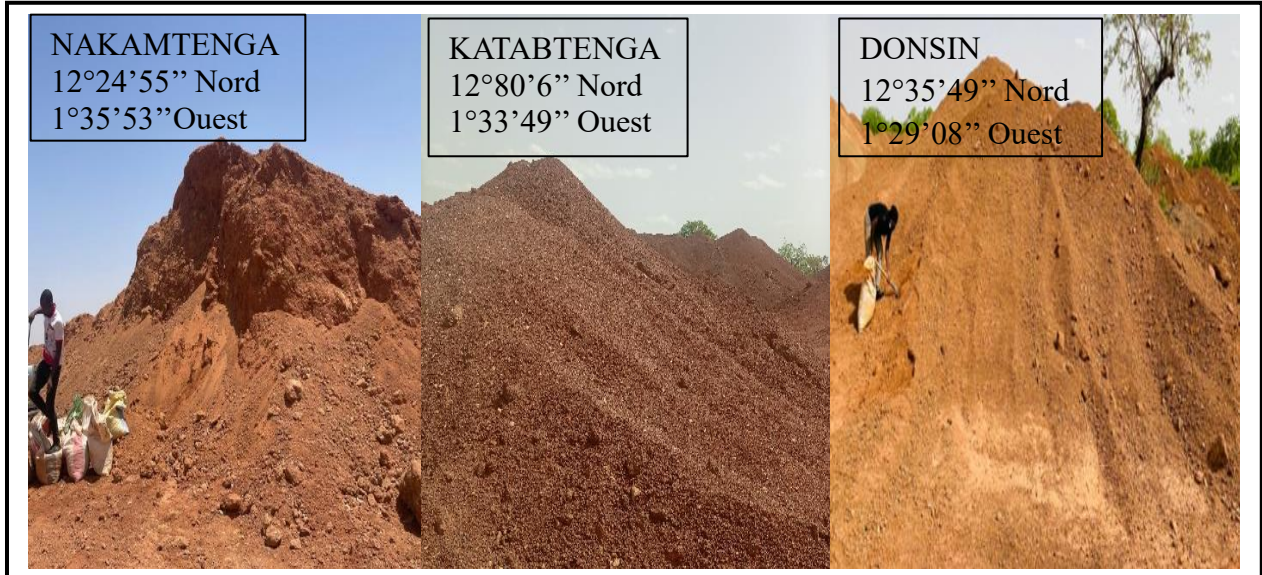 NAKAMTENGA
12°24’55’’ Nord
1°35’53’’Ouest
KATABTENGA
12°80’6’’ Nord
1°33’49’’ Ouest
DONSIN
12°35’49’’ Nord
1°29’08’’ Ouest